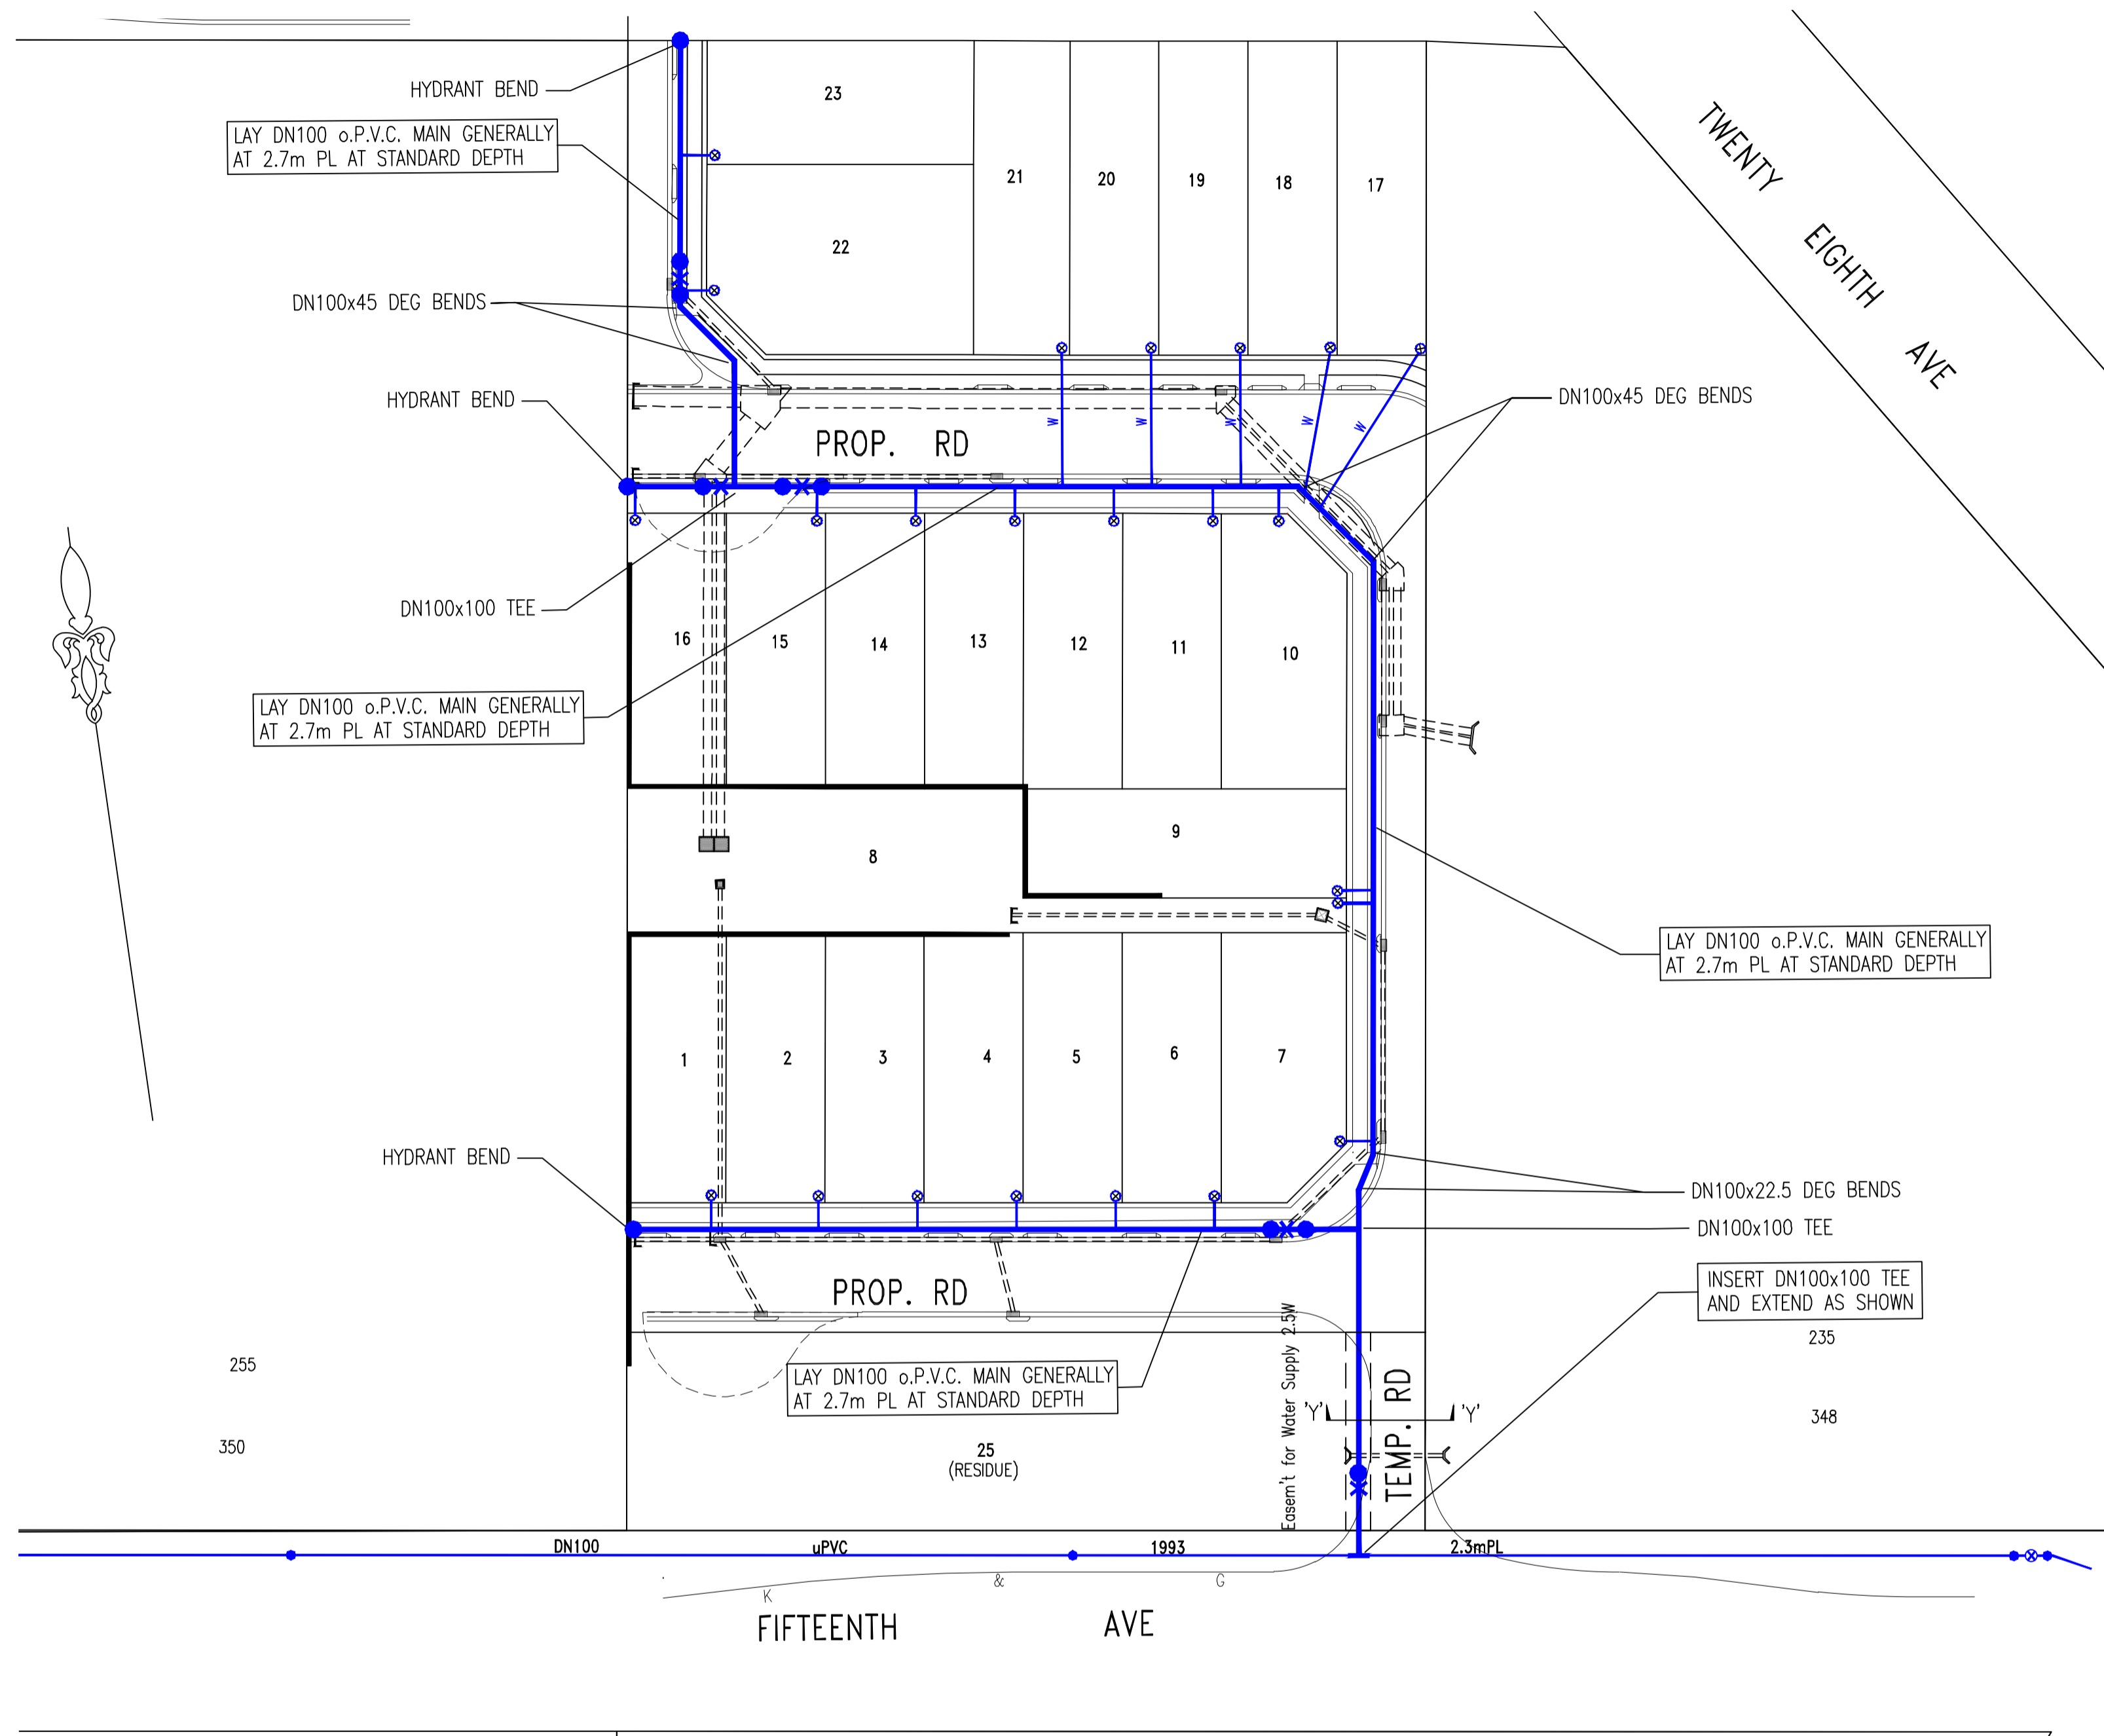 HYDRANT BEND
LAY DN100 o.P.V.C. MAIN GENERALLY
AT 2.7m PL AT STANDARD DEPTH
23
22
21
20
19
18
17
TWENTY EIGHTH AVE
DN100x45 DEG BENDS
HYDRANT BEND
DN100x45 DEG BENDS
W
W
W
W
W
PROP. RD
DN100x100 TEE
16
15
14
13
12
11
10
LAY DN100 o.P.V.C. MAIN GENERALLY
AT 2.7m PL AT STANDARD DEPTH
9
8
LAY DN100 o.P.V.C. MAIN GENERALLY
AT 2.7m PL AT STANDARD DEPTH
1
2
3
4
5
6
7
HYDRANT BEND
DN100x22.5 DEG BENDS
DN100x100 TEE
PROP. RD
INSERT DN100x100 TEE
AND EXTEND AS SHOWN
235
255
LAY DN100 o.P.V.C. MAIN GENERALLY
AT 2.7m PL AT STANDARD DEPTH
Easem't for Water Supply 2.5W
TEMP. RD
'Y'
'Y'
348
350
25
(RESIDUE)
DN100 uPVC 1993 2.3mPL
K & G
FIFTEENTH AVE